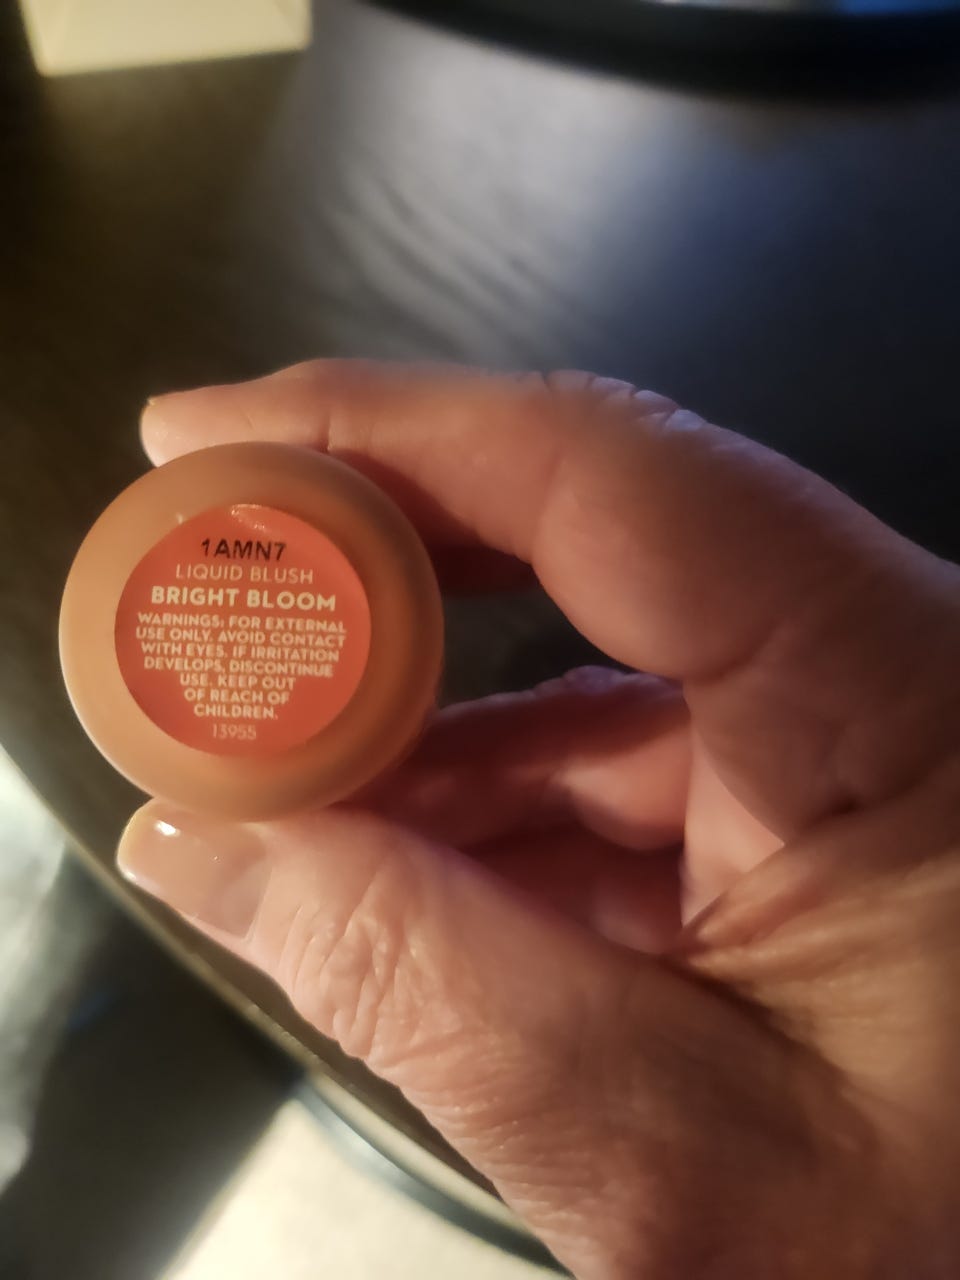 1AMN7
LIQUID BLUSH
BRIGHT BLOOM
WARNINGS: FOR EXTERNAL
USE ONLY. AVOID CONTACT
WITH EYES. IF IRRITATION
DEVELOPS, DISCONTINUE
USE. KEEP OUT
OF REACH OF
CHILDREN.
13955